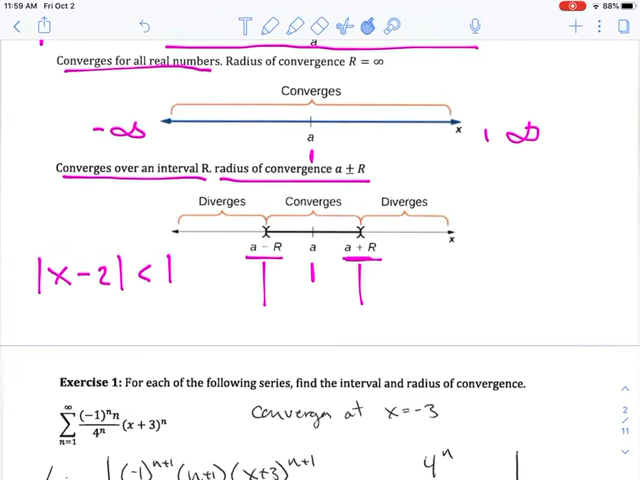 11:59 AM Fri Oct 2
88%
a
Converges for all real numbers. Radius of convergence R = ∞
Converges
-∞
a
x
∞
Converges over an interval R. radius of convergence a ± R
Diverges Converges Diverges
a − R a a + R x
|x-2| < 1
Exercise 1: For each of the following series, find the interval and radius of convergence.
∞
∑ (-1)^n n / 4^n (x + 3)^n
n=1
Converges at x = -3
|(-1)^{n+1} (n+1) (x+3)^{n+1} 4^n |
2
/
11